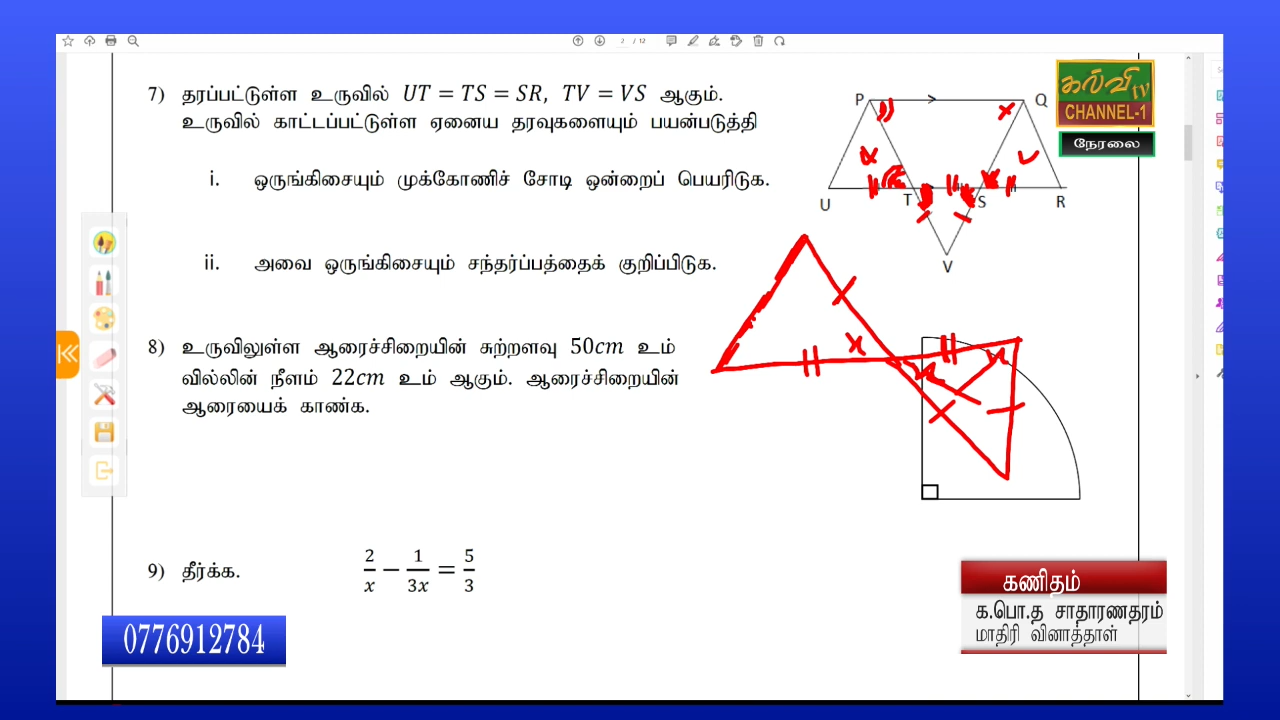 2 / 12
7) தரப்பட்டுள்ள உருவில் UT = TS = SR, TV = VS ஆகும்.
உருவில் காட்டப்பட்டுள்ள ஏனைய தரவுகளையும் பயன்படுத்தி
i. ஒருங்கிசையும் முக்கோணிச் சோடி ஒன்றைப் பெயரிடுக.
ii. அவை ஒருங்கிசையும் சந்தர்ப்பத்தைக் குறிப்பிடுக.
P Q
U T S R
V
கல்வி tv
CHANNEL-1
நேரலை
8) உருவிலுள்ள ஆரைச்சிறையின் சுற்றளவு 50cm உம்
வில்லின் நீளம் 22cm உம் ஆகும். ஆரைச்சிறையின்
ஆரையைக் காண்க.
9) தீர்க்க. 2/x − 1/3x = 5/3
0776912784
கணிதம்
க.பொ.த சாதாரணதரம்
மாதிரி வினாத்தாள்